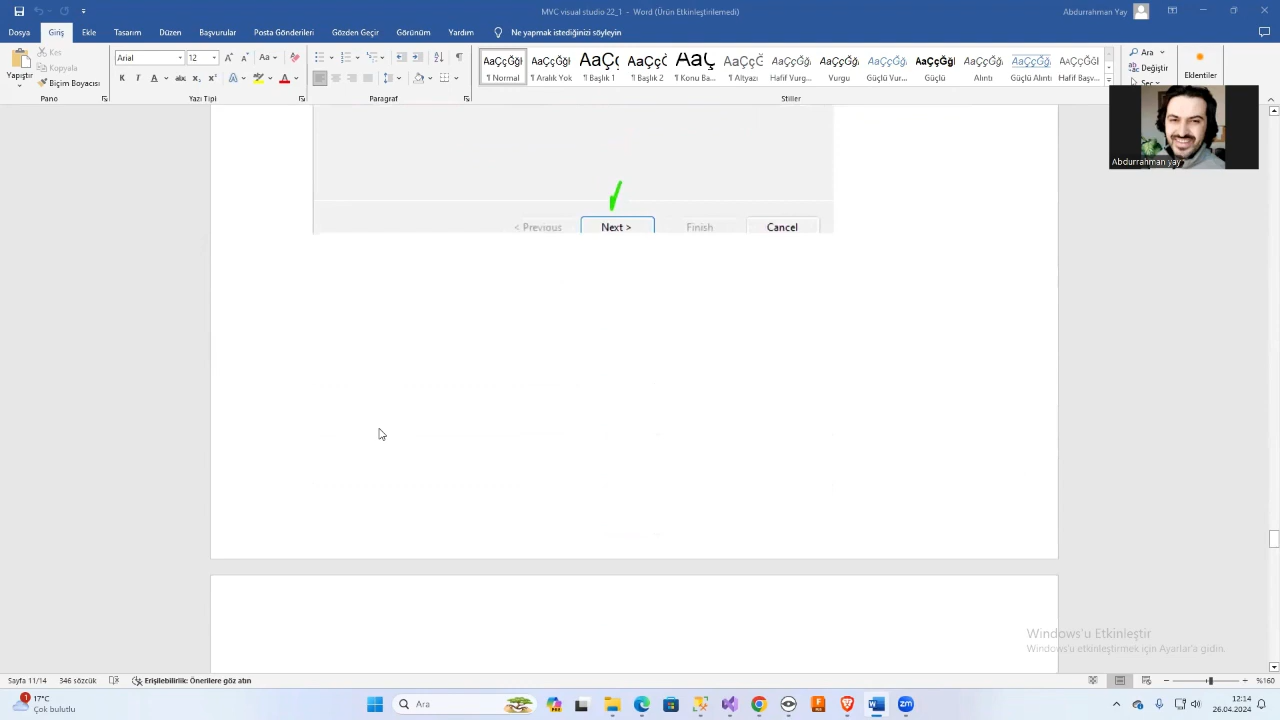 MVC visual studio 22_1 - Word (Ürün Etkinleştirilemedi)
Abdurrahman Yay
Dosya Giriş Ekle Tasarım Düzen Başvurular Posta Gönderileri Gözden Geçir Görünüm Yardım Ne yapmak istediğinizi söyleyin
Yapıştır
Kes
Kopyala
Biçim Boyacısı
Pano
Arial 12
K T A
Yazı Tipi
Paragraf
¶ Normal ¶ Aralık Yok ¶ Başlık 1 ¶ Başlık 2 ¶ Konu Ba... ¶ Altyazı Hafif Vurg... Vurgu Güçlü Vur... Güçlü Alıntı Güçlü Alıntı Hafif Başv...
Stiller
Ara
Değiştir
Seç
Eklentiler
Abdurrahman yay
< Previous Next > Finish Cancel
Windows'u Etkinleştir
Windows'u etkinleştirmek için Ayarlar'a gidin.
Sayfa 11/14 346 sözcük Erişilebilirlik: Önerilere göz atın %160
1 17°C
Çok bulutlu
Ara
12:14
26.04.2024